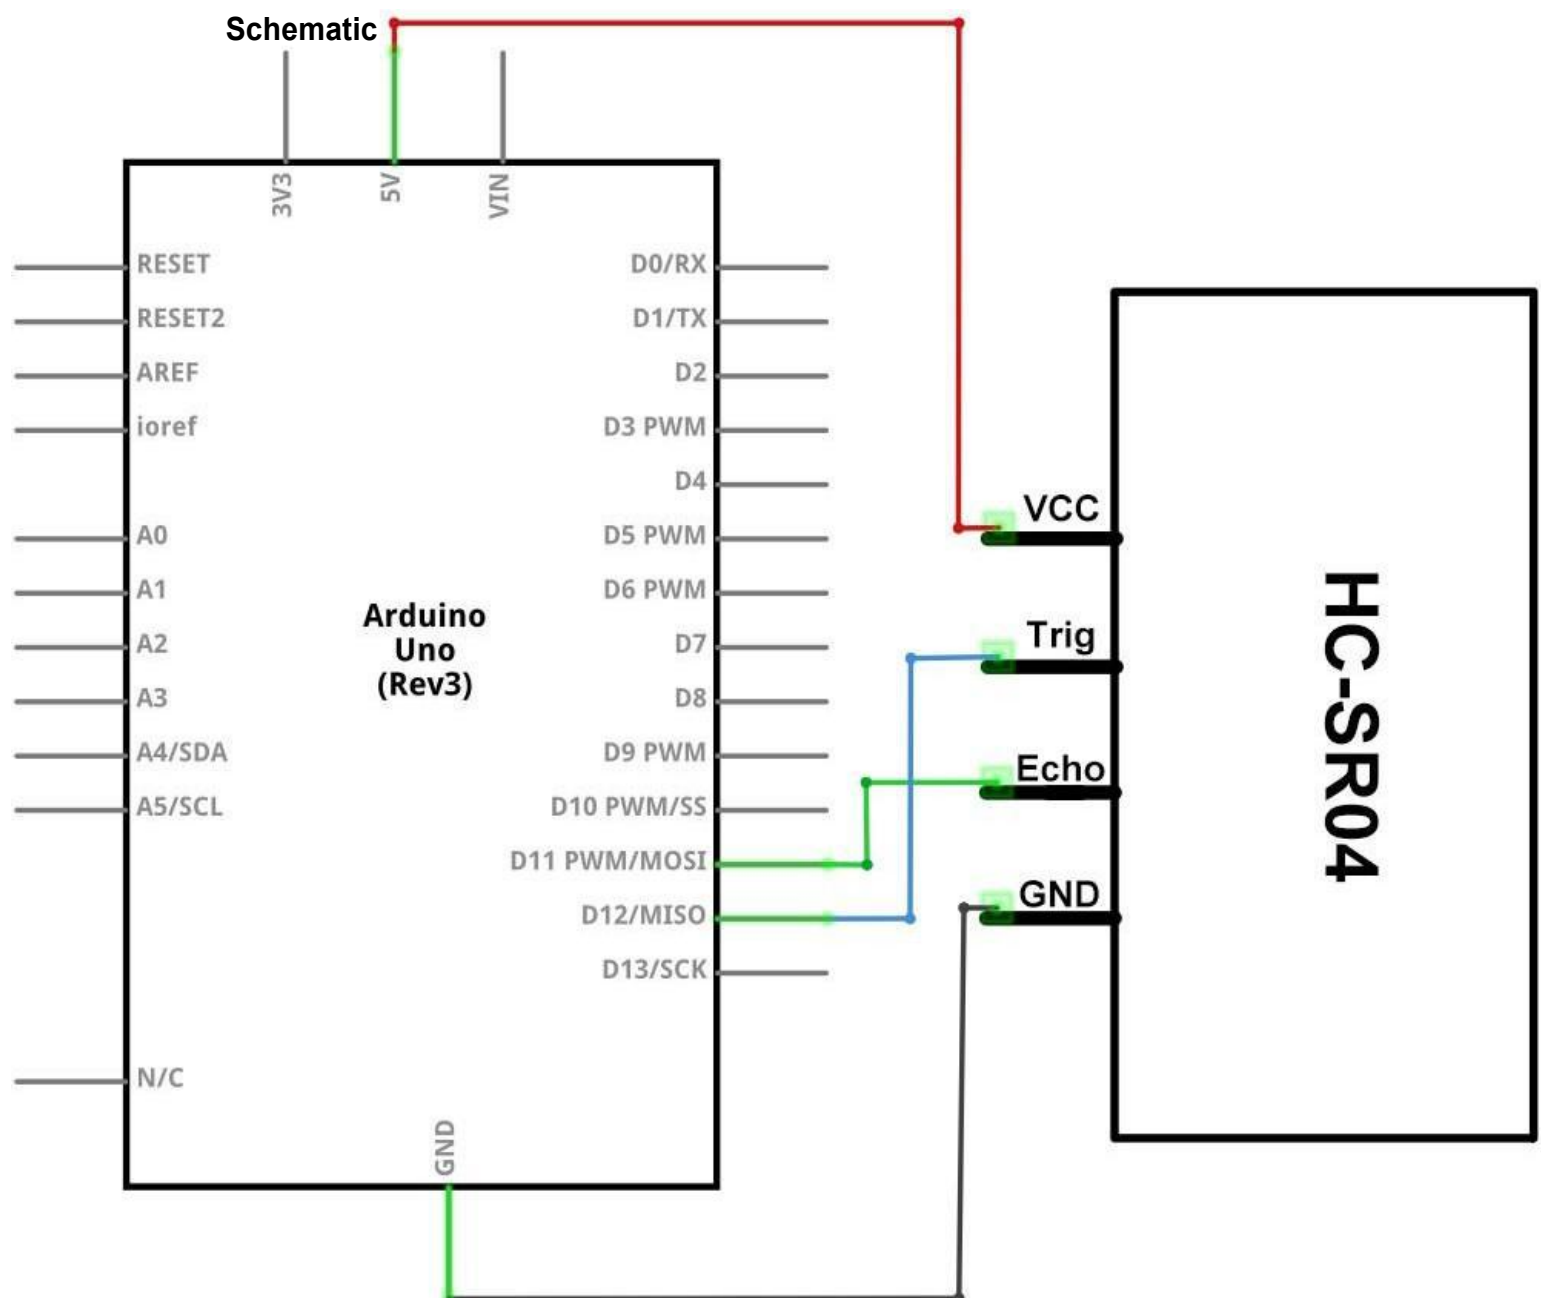 Schematic
3V3
5V
VIN
RESET
RESET2
AREF
ioref
A0
A1
A2
A3
A4/SDA
A5/SCL
N/C
Arduino
Uno
(Rev3)
D0/RX
D1/TX
D2
D3 PWM
D4
D5 PWM
D6 PWM
D7
D8
D9 PWM
D10 PWM/SS
D11 PWM/MOSI
D12/MISO
D13/SCK
GND
VCC
Trig
Echo
GND
HC-SR04